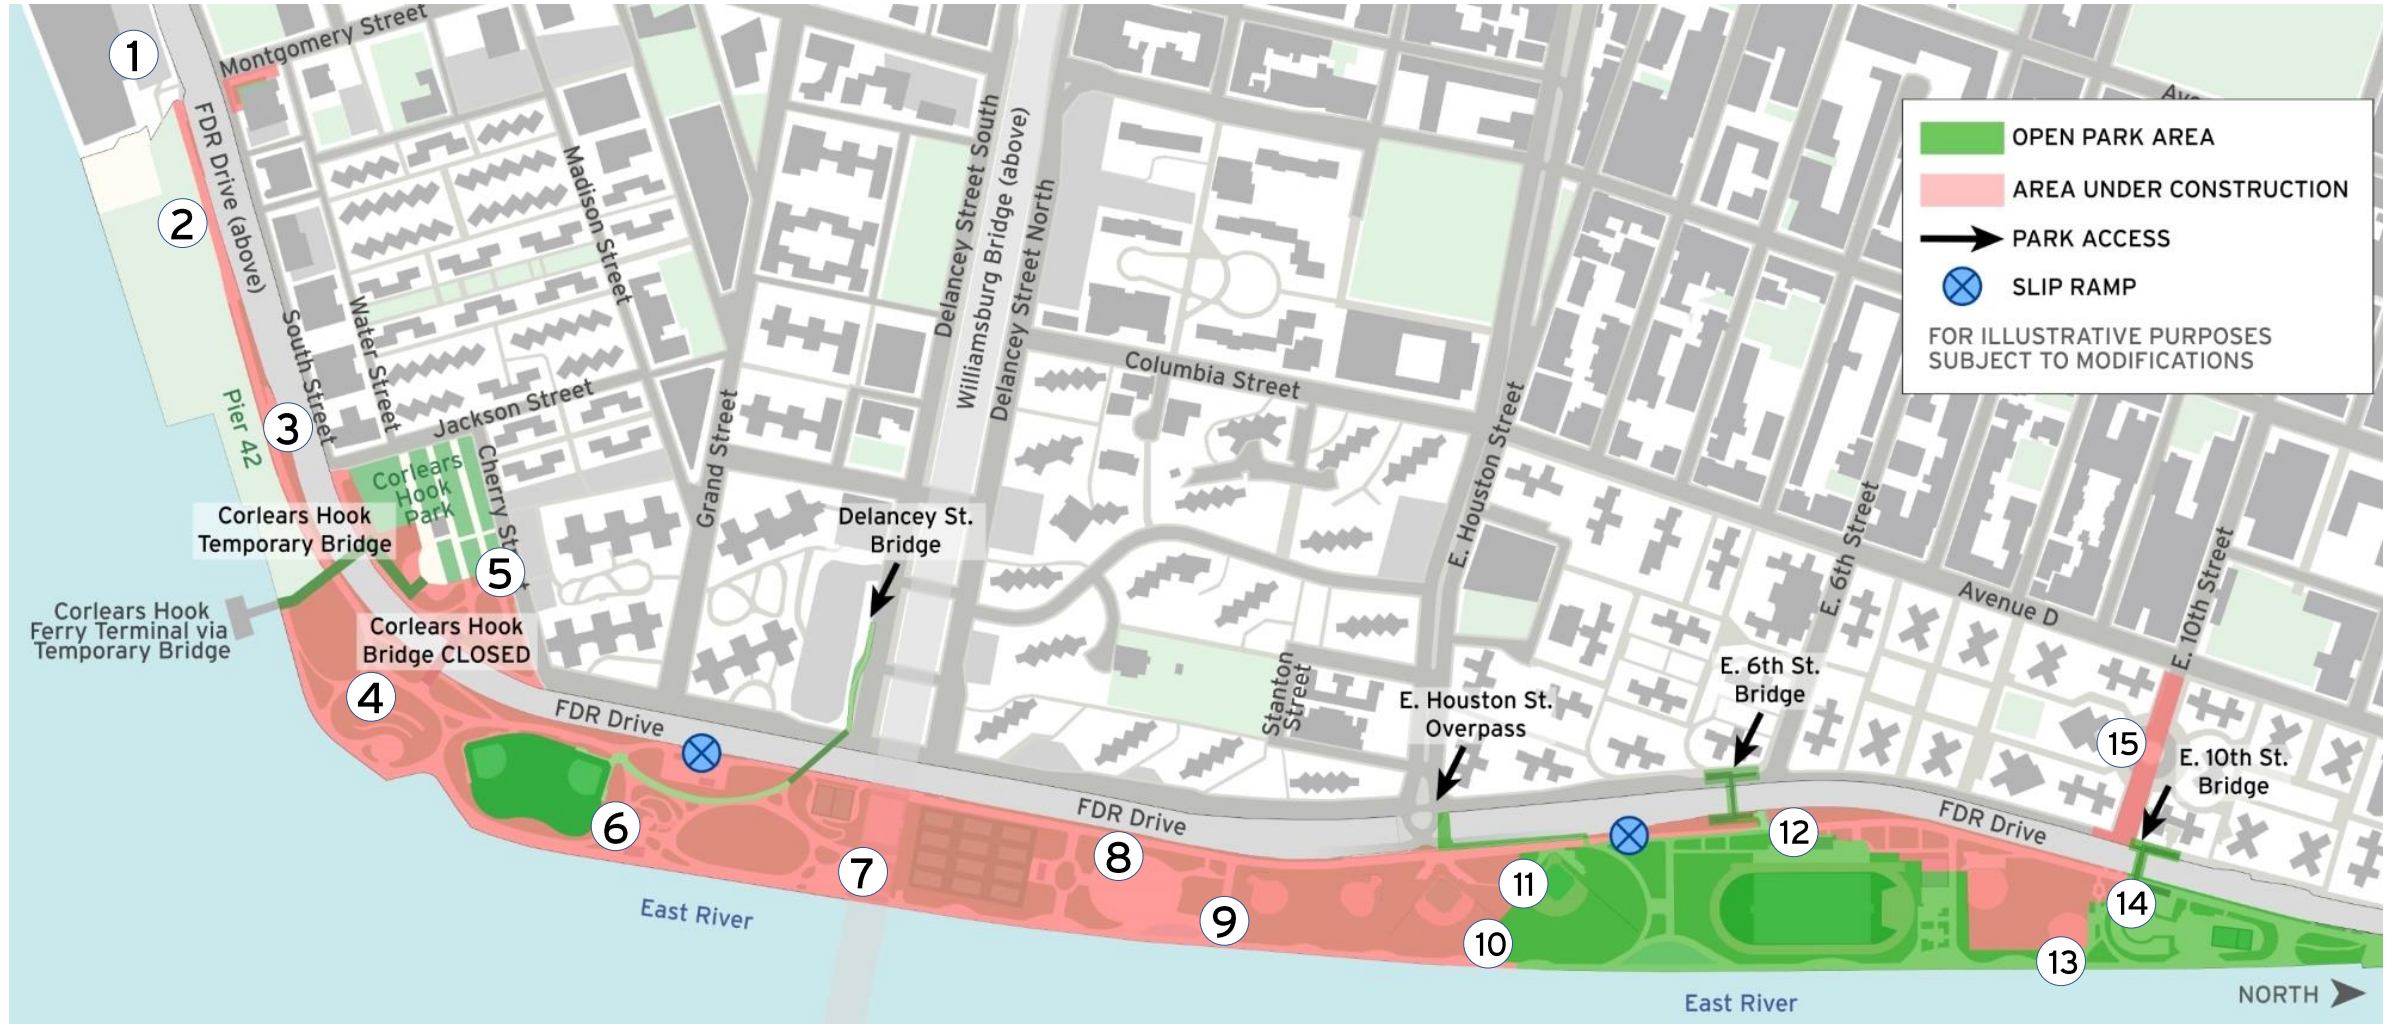 1
Montgomery Street
FDR Drive (above)
2
Madison Street
Water Street
South Street
Jackson Street
Pier 42
3
Corlears
Hook
Park
Cherry St
Grand Street
Delancey Street South
Williamsburg Bridge (above)
Delancey Street North
Columbia Street
E. Houston Street
E. 6th Street
Avenue D
E. 10th Street
Stanton
Street
Ave
OPEN PARK AREA
AREA UNDER CONSTRUCTION
PARK ACCESS
SLIP RAMP
FOR ILLUSTRATIVE PURPOSES
SUBJECT TO MODIFICATIONS
Corlears Hook
Temporary Bridge
Corlears Hook
Ferry Terminal via
Temporary Bridge
5
Corlears Hook
Bridge CLOSED
Delancey St.
Bridge
E. Houston St.
Overpass
E. 6th St.
Bridge
E. 10th St.
Bridge
15
4
FDR Drive
FDR Drive
FDR Drive
6
7
8
9
10
11
12
13
14
East River
East River
NORTH